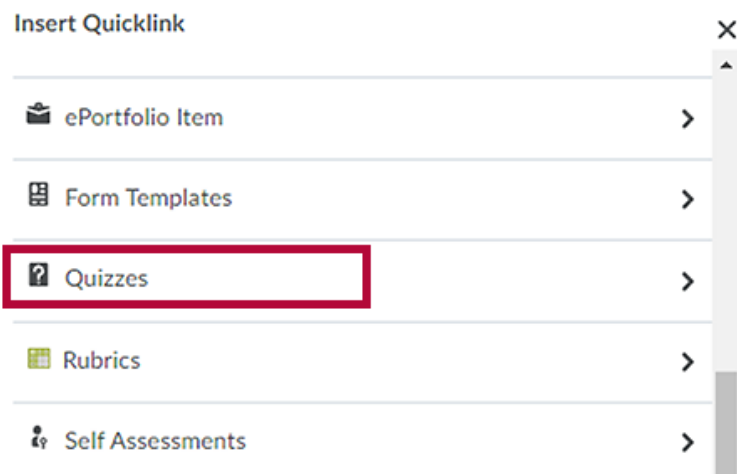 Insert Quicklink
ePortfolio Item
Form Templates
Quizzes
Rubrics
Self Assessments